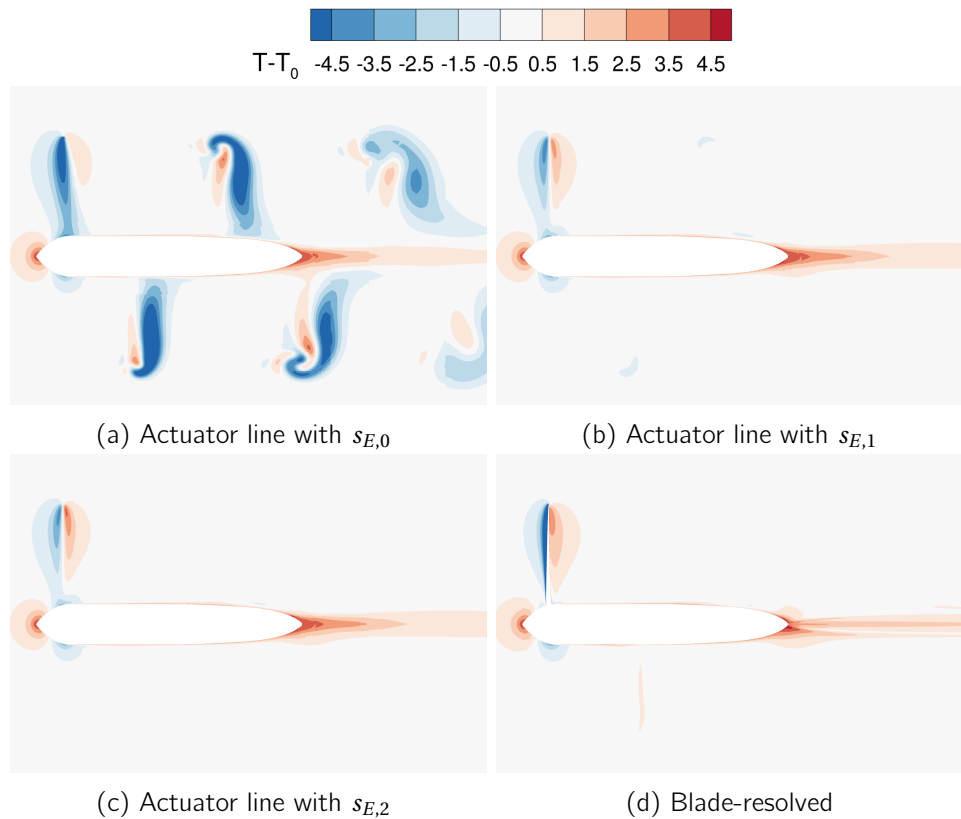 T-T0 -4.5 -3.5 -2.5 -1.5 -0.5 0.5 1.5 2.5 3.5 4.5
(a) Actuator line with sE,0
(b) Actuator line with sE,1
(c) Actuator line with sE,2
(d) Blade-resolved